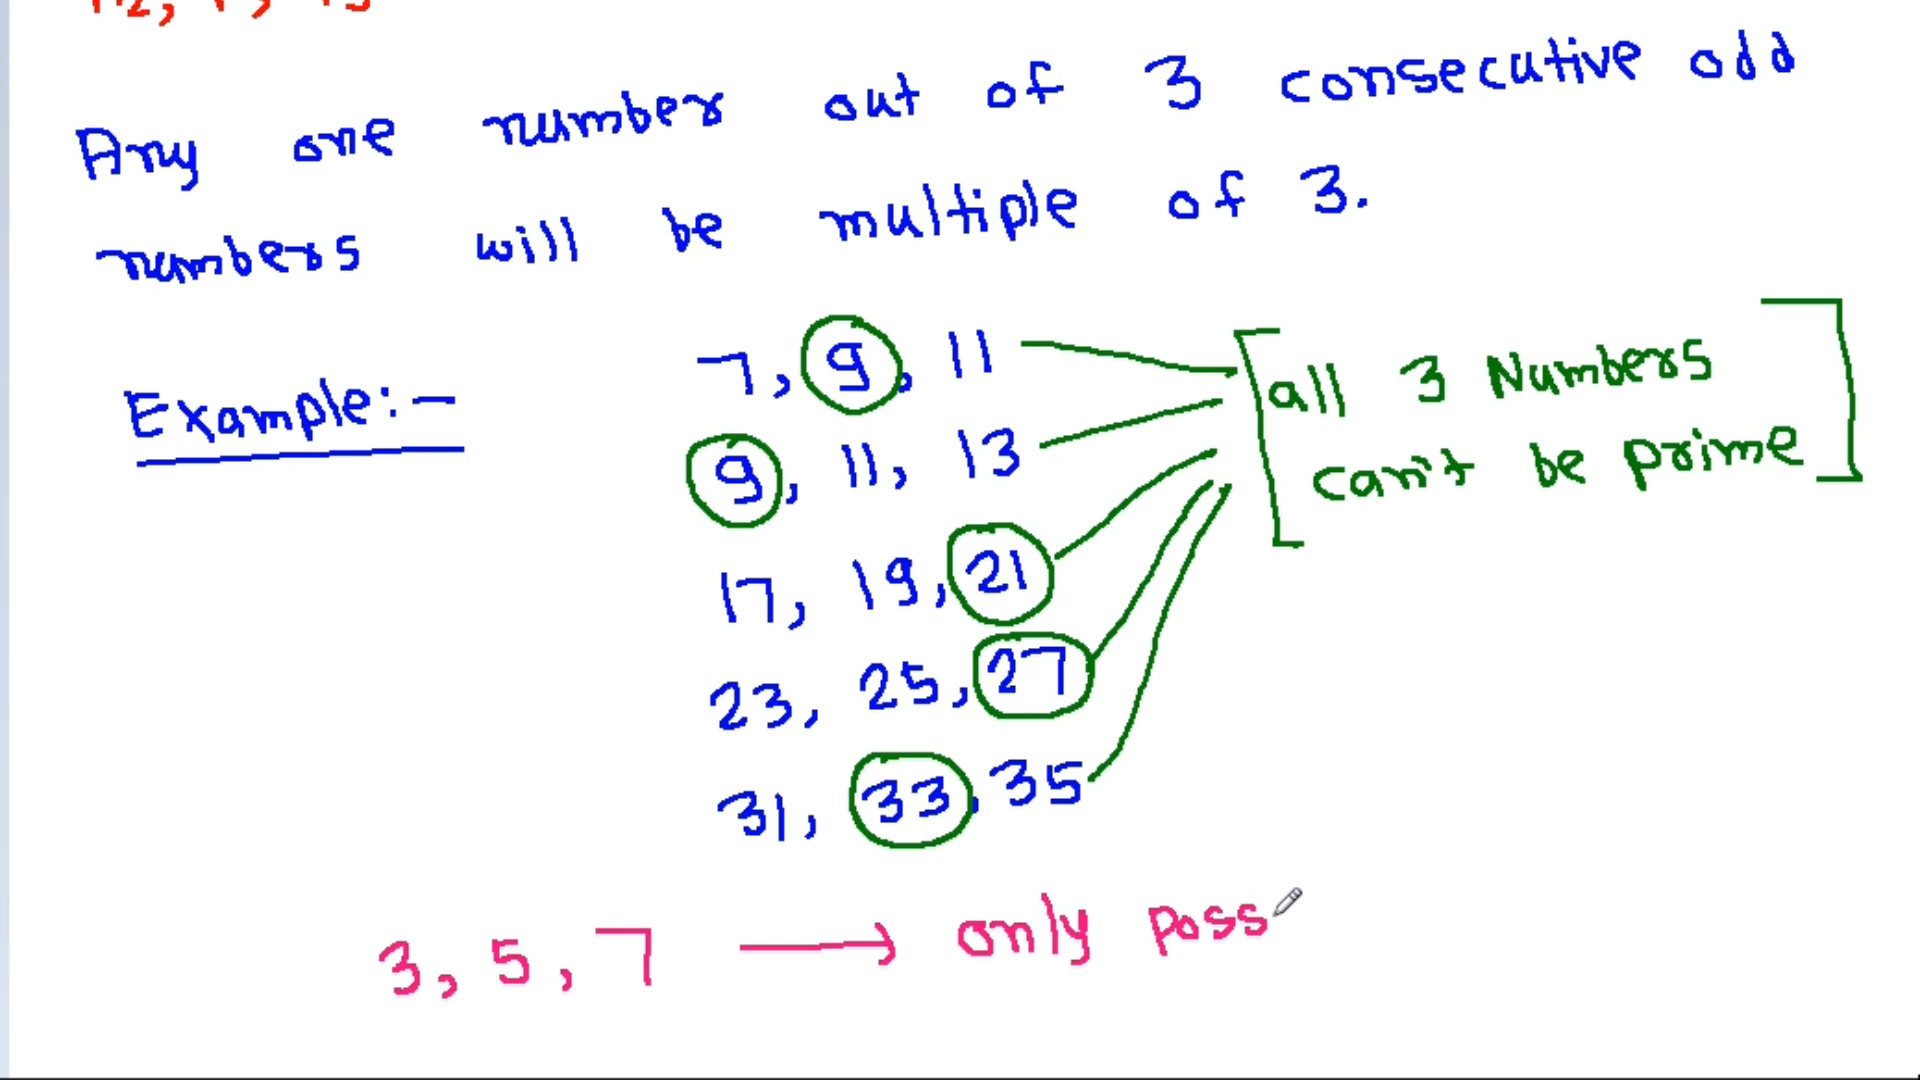 Any one number out of 3 consecutive odd
numbers will be multiple of 3.
Example:-
7, 9, 11
9, 11, 13
17, 19, 21
23, 25, 27
31, 33, 35
all 3 Numbers
can't be prime
3, 5, 7 → only poss